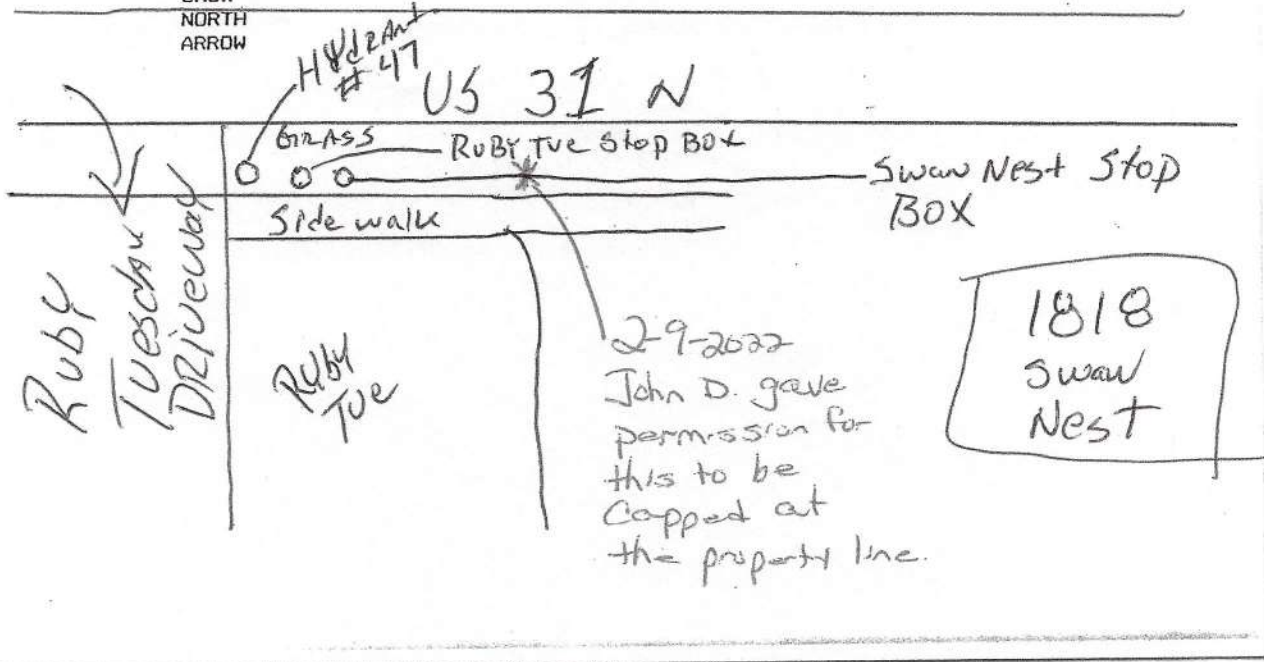 NORTH
ARROW
HYdRAnt
# 47
US 31 N
GRASS
RUBY TUE Stop BOX
Swan Nest Stop
BOX
Side walk
Ruby
Tuesday
DRiveway
RUBY
TUE
2-9-2022
John D. gave
permission for
this to be
Capped at
the property line.
1818
Swan
Nest